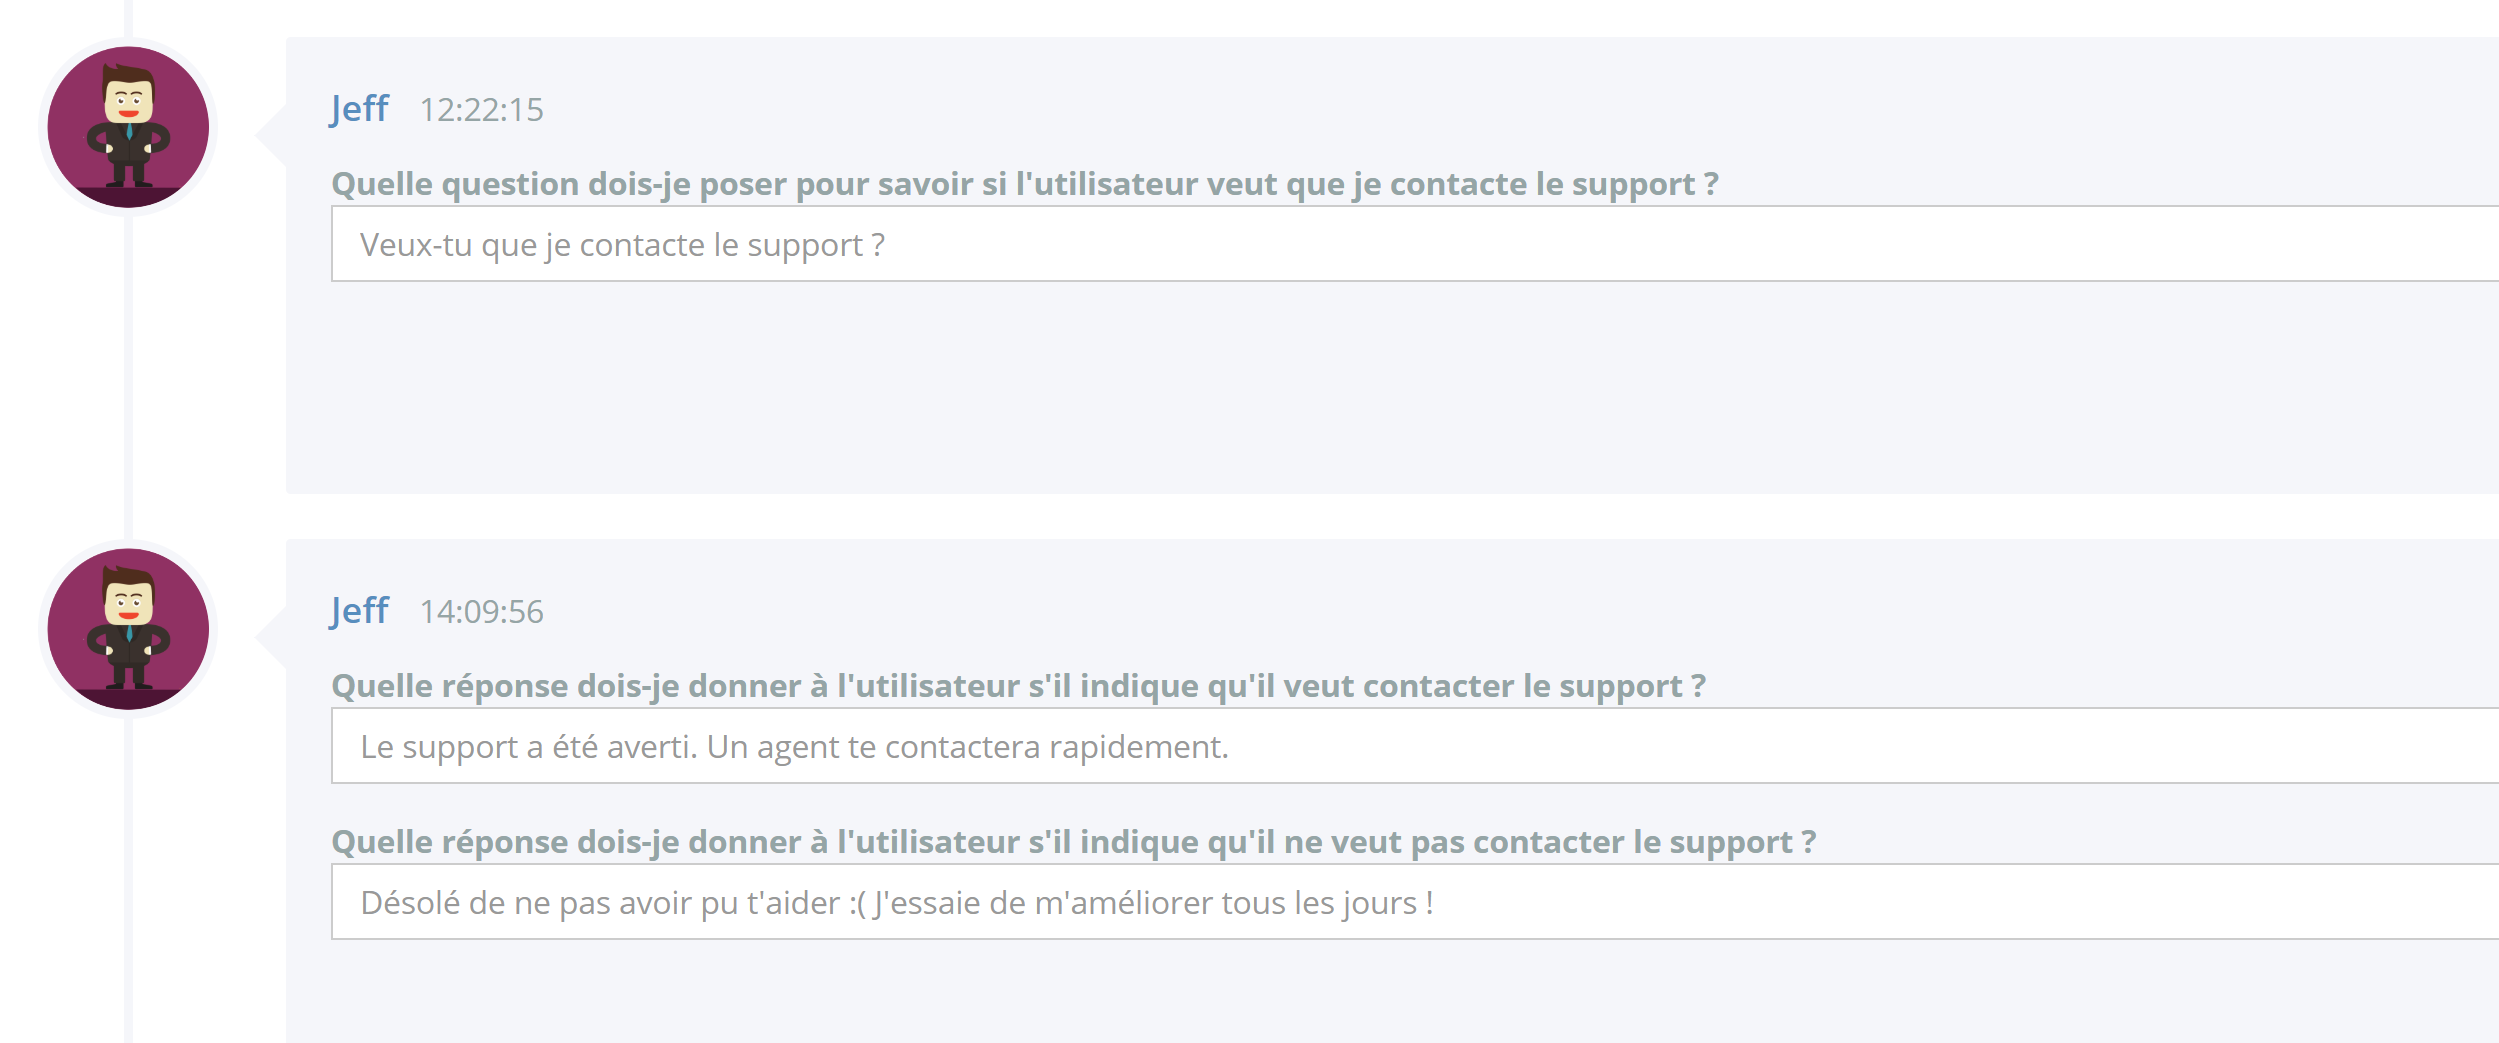 Jeff 12:22:15
Quelle question dois-je poser pour savoir si l'utilisateur veut que je contacte le support ?
Veux-tu que je contacte le support ?
Jeff 14:09:56
Quelle réponse dois-je donner à l'utilisateur s'il indique qu'il veut contacter le support ?
Le support a été averti. Un agent te contactera rapidement.
Quelle réponse dois-je donner à l'utilisateur s'il indique qu'il ne veut pas contacter le support ?
Désolé de ne pas avoir pu t'aider :( J'essaie de m'améliorer tous les jours !